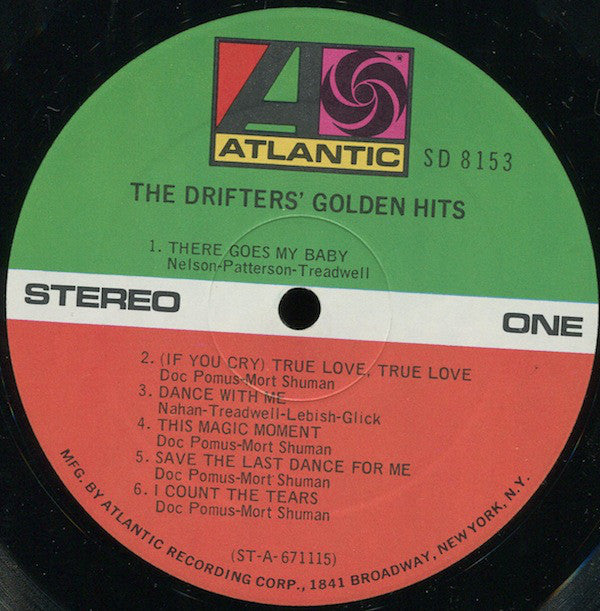 ATLANTIC
SD 8153
THE DRIFTERS' GOLDEN HITS
1. THERE GOES MY BABY
Nelson-Patterson-Treadwell
STEREO
ONE
2. (IF YOU CRY) TRUE LOVE, TRUE LOVE
Doc Pomus-Mort Shuman
3. DANCE WITH ME
Nahan-Treadwell-Lebish-Glick
4. THIS MAGIC MOMENT
Doc Pomus-Mort Shuman
5. SAVE THE LAST DANCE FOR ME
Doc Pomus-Mort Shuman
6. I COUNT THE TEARS
Doc Pomus-Mort Shuman
(ST-A-671115)
MFG. BY ATLANTIC RECORDING CORP., 1841 BROADWAY, NEW YORK, N.Y.